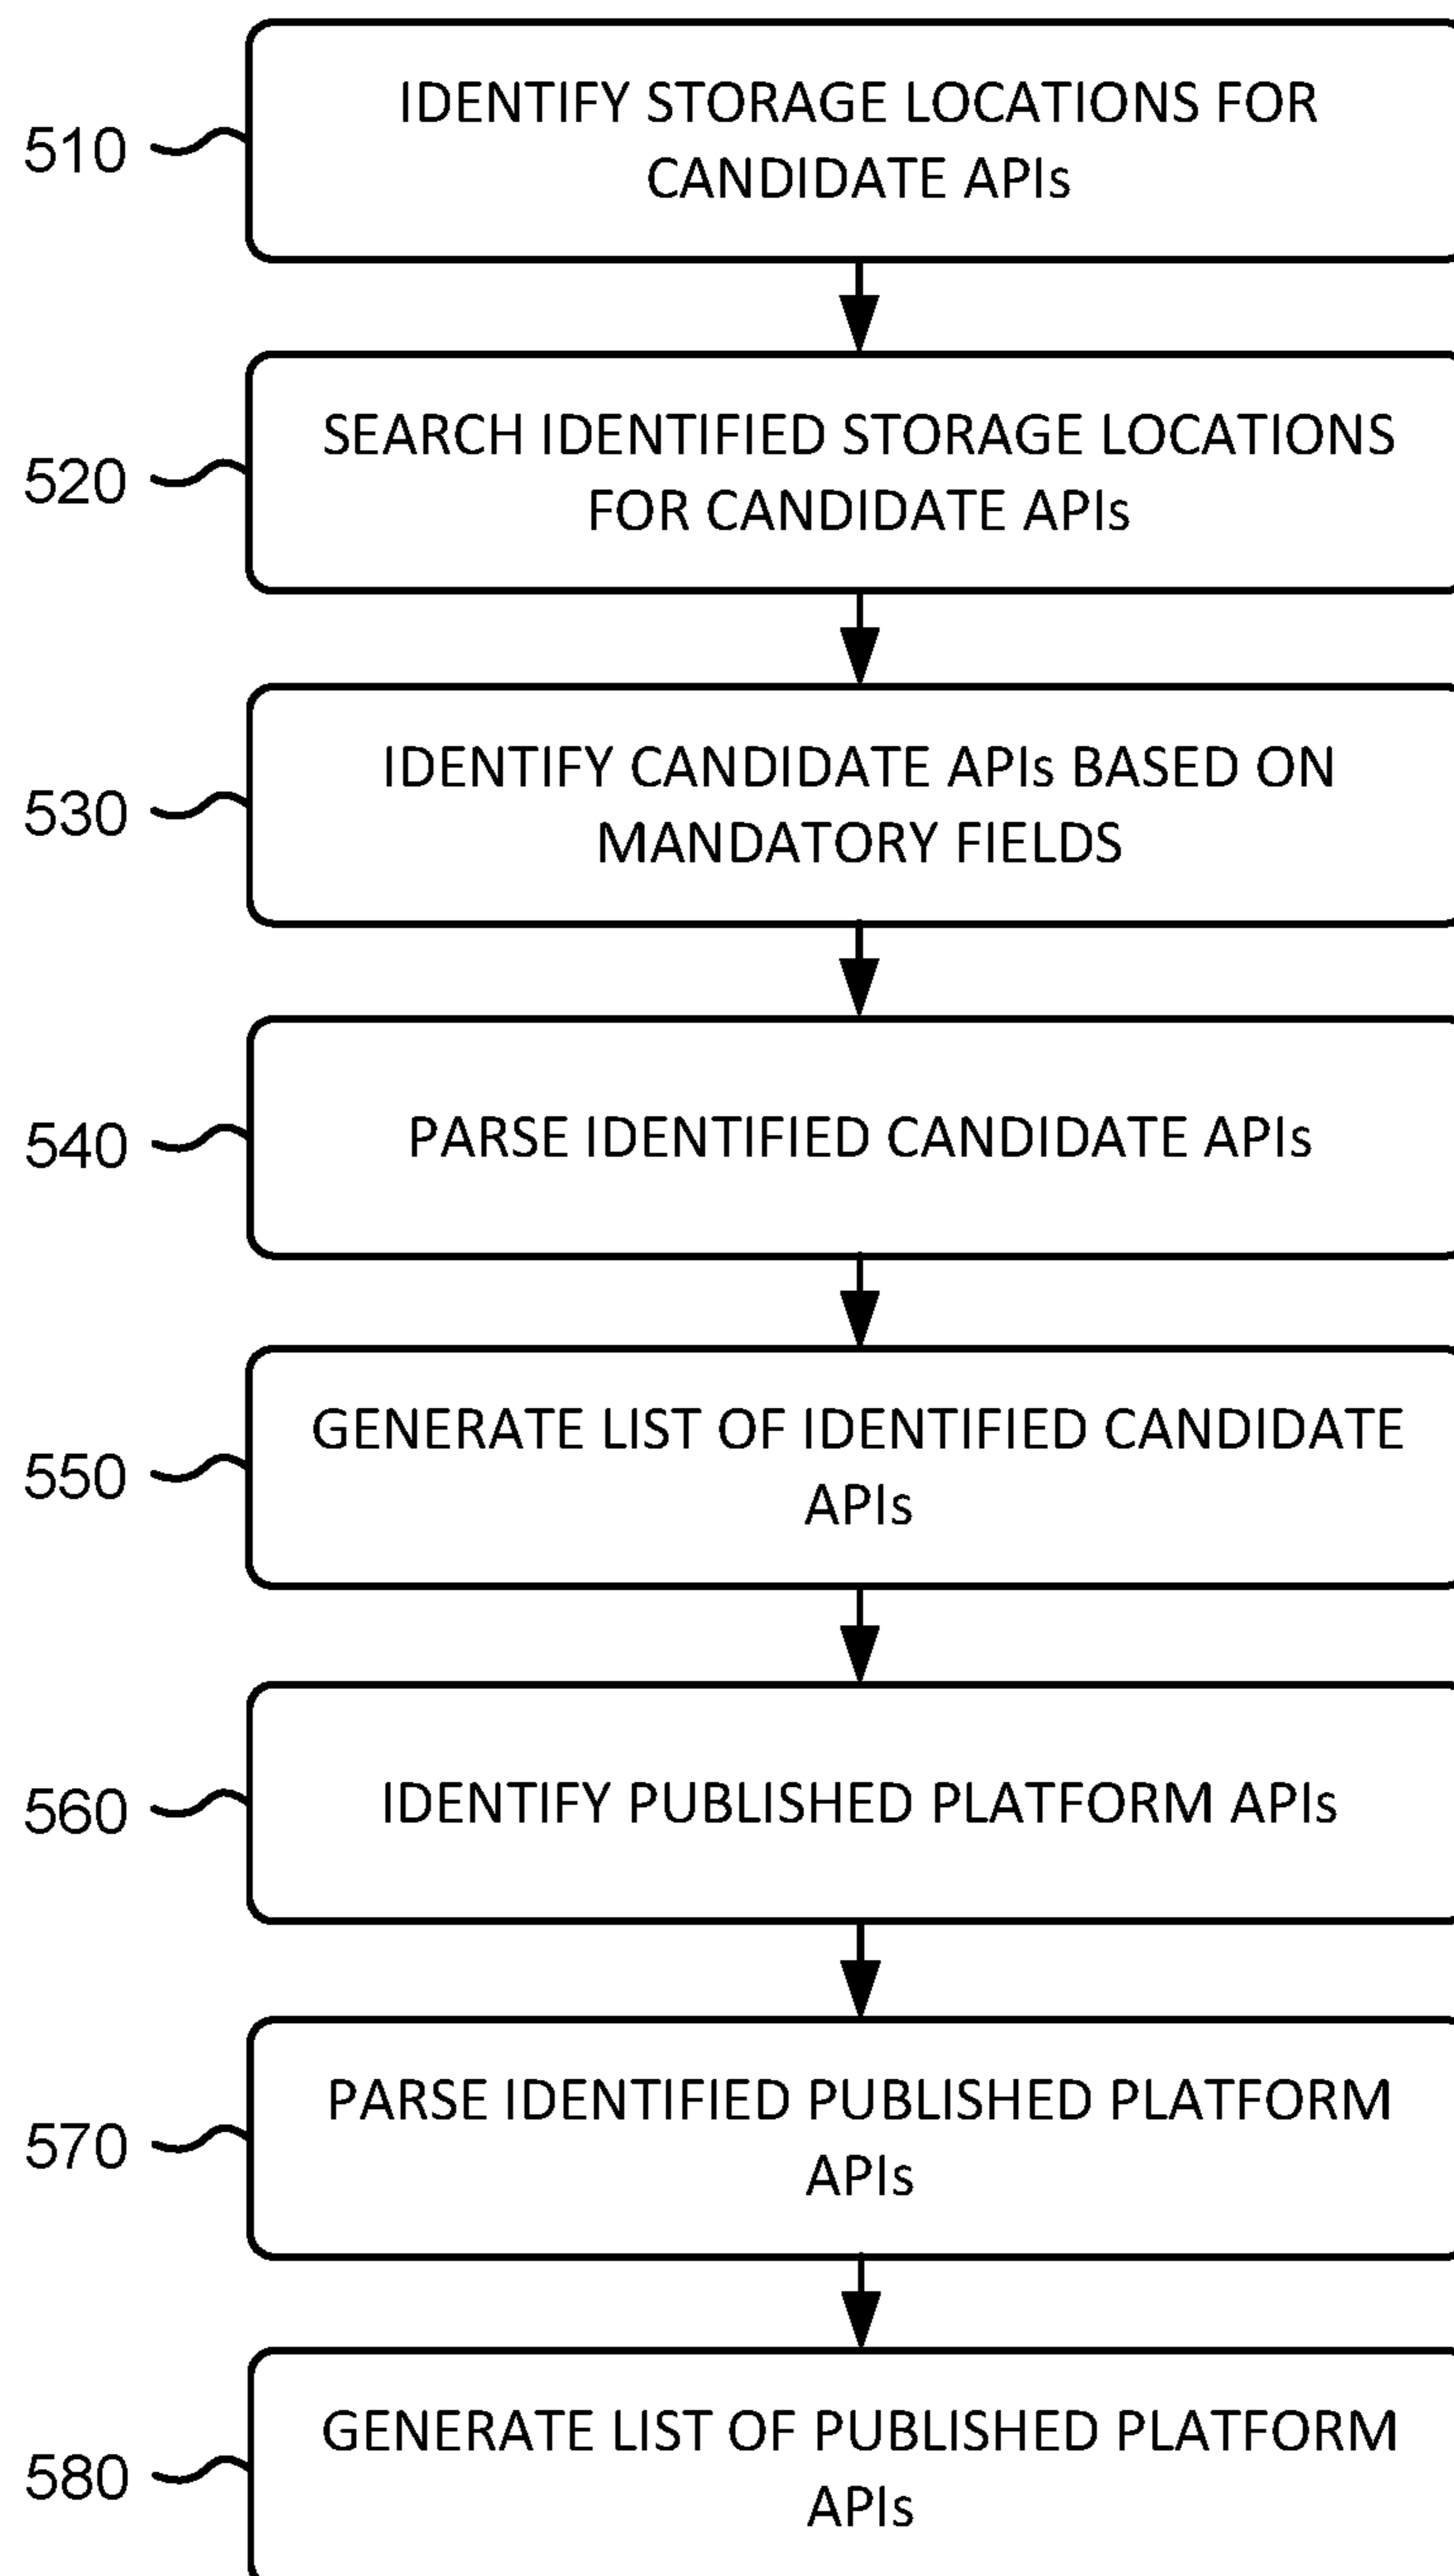 IDENTIFY STORAGE LOCATIONS FOR
510
CANDIDATE APIs
SEARCH IDENTIFIED STORAGE LOCATIONS
520
FOR CANDIDATE APIs
IDENTIFY CANDIDATE APIs BASED ON
530
MANDATORY FIELDS
540
PARSE IDENTIFIED CANDIDATE APIs
GENERATE LIST OF IDENTIFIED CANDIDATE
550
APIs
560
IDENTIFY PUBLISHED PLATFORM APIs
PARSE IDENTIFIED PUBLISHED PLATFORM
570
APIs
GENERATE LIST OF PUBLISHED PLATFORM
580
APIs